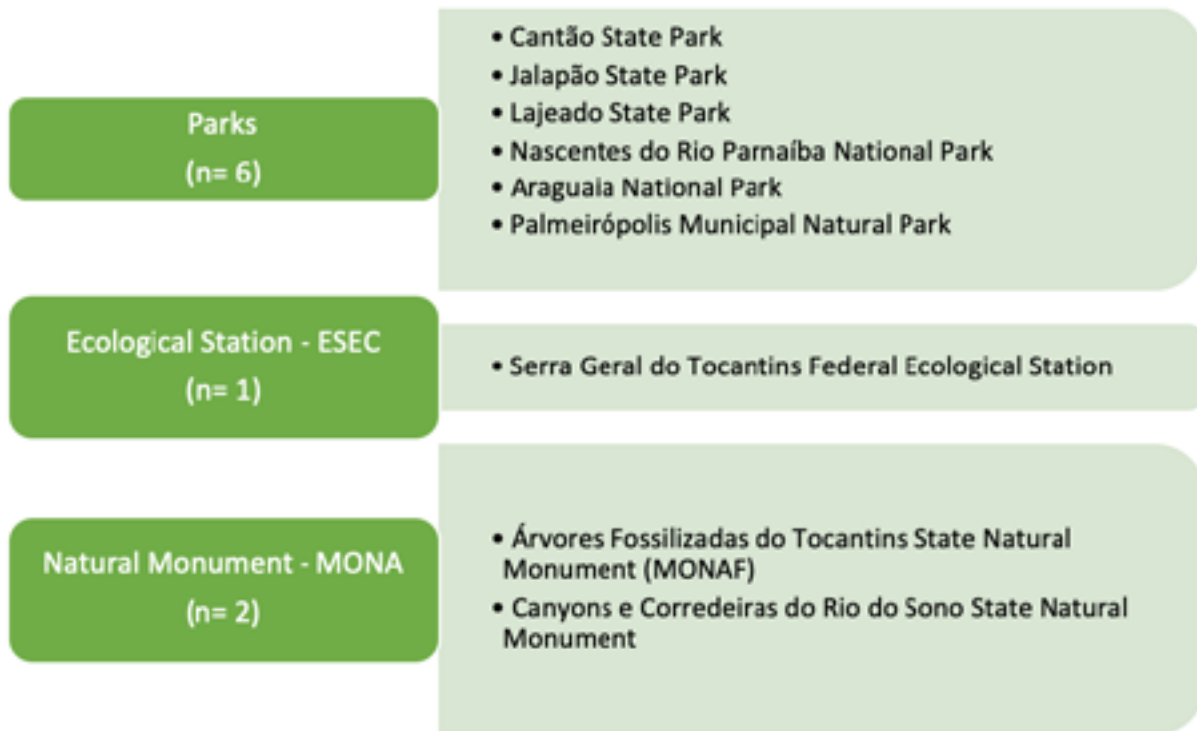 Parks
(n= 6)
• Cantão State Park
• Jalapão State Park
• Lajeado State Park
• Nascentes do Rio Parnaíba National Park
• Araguaia National Park
• Palmeirópolis Municipal Natural Park
Ecological Station - ESEC
(n= 1)
• Serra Geral do Tocantins Federal Ecological Station
Natural Monument - MONA
(n= 2)
• Árvores Fossilizadas do Tocantins State Natural
Monument (MONAF)
• Canyons e Corredeiras do Rio do Sono State Natural
Monument